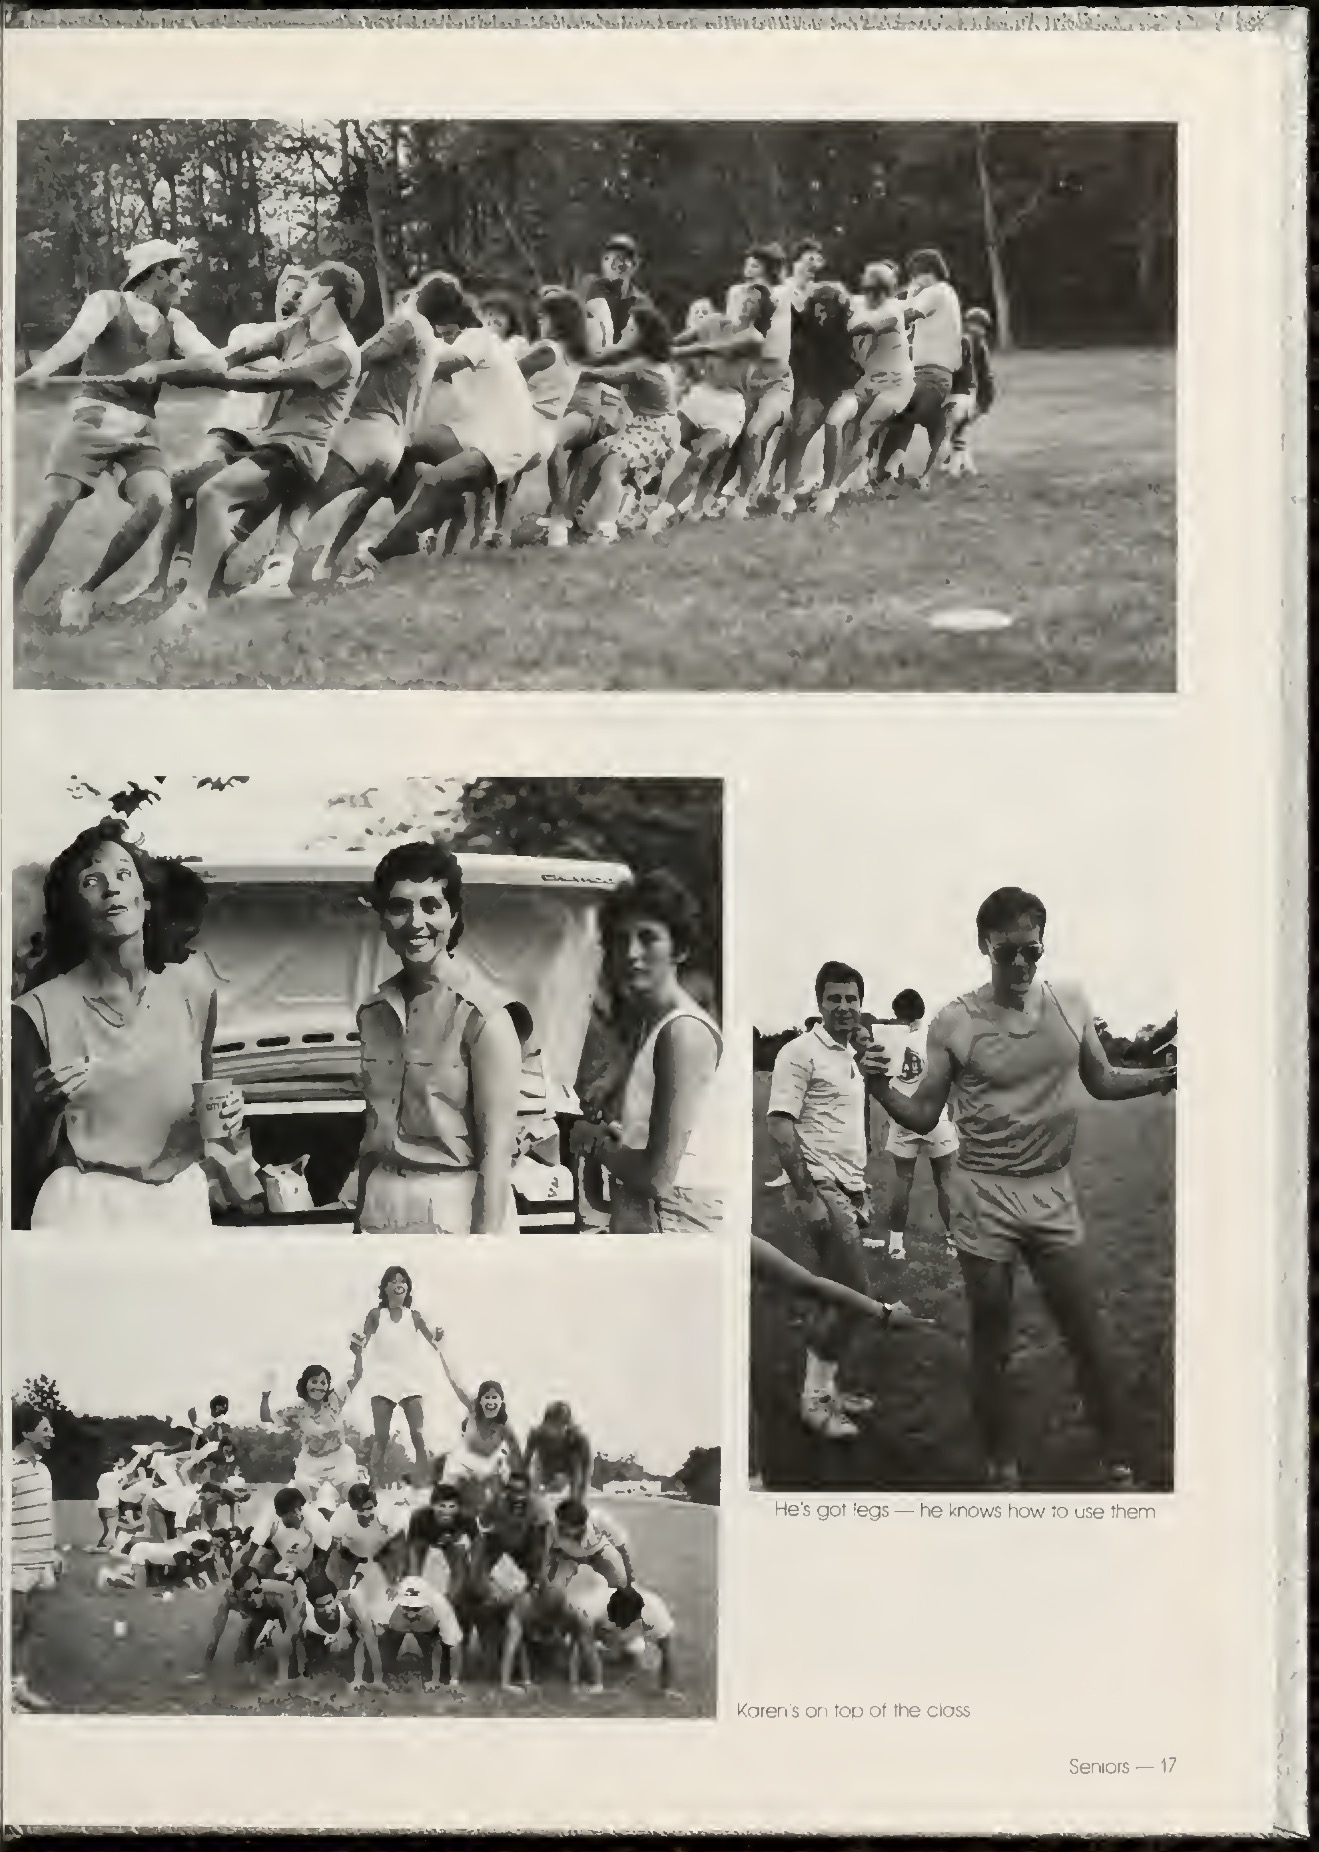 He's got legs — he knows how to use them
Karen's on top of the class
Seniors — 17